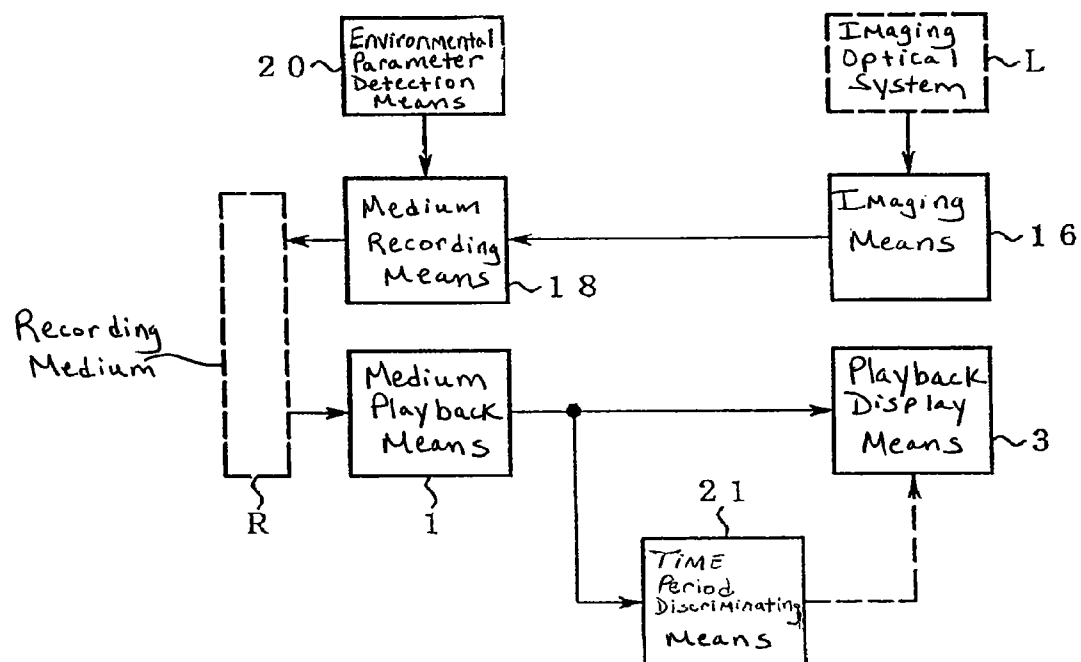 Environmental
Parameter
Detection
Means
20
Imaging
Optical
System
L
Medium
Recording
Means
18
Imaging
Means
16
Recording
Medium
R
Medium
Playback
Means
1
Playback
Display
Means
3
21
TIME
Period
Discriminating
Means